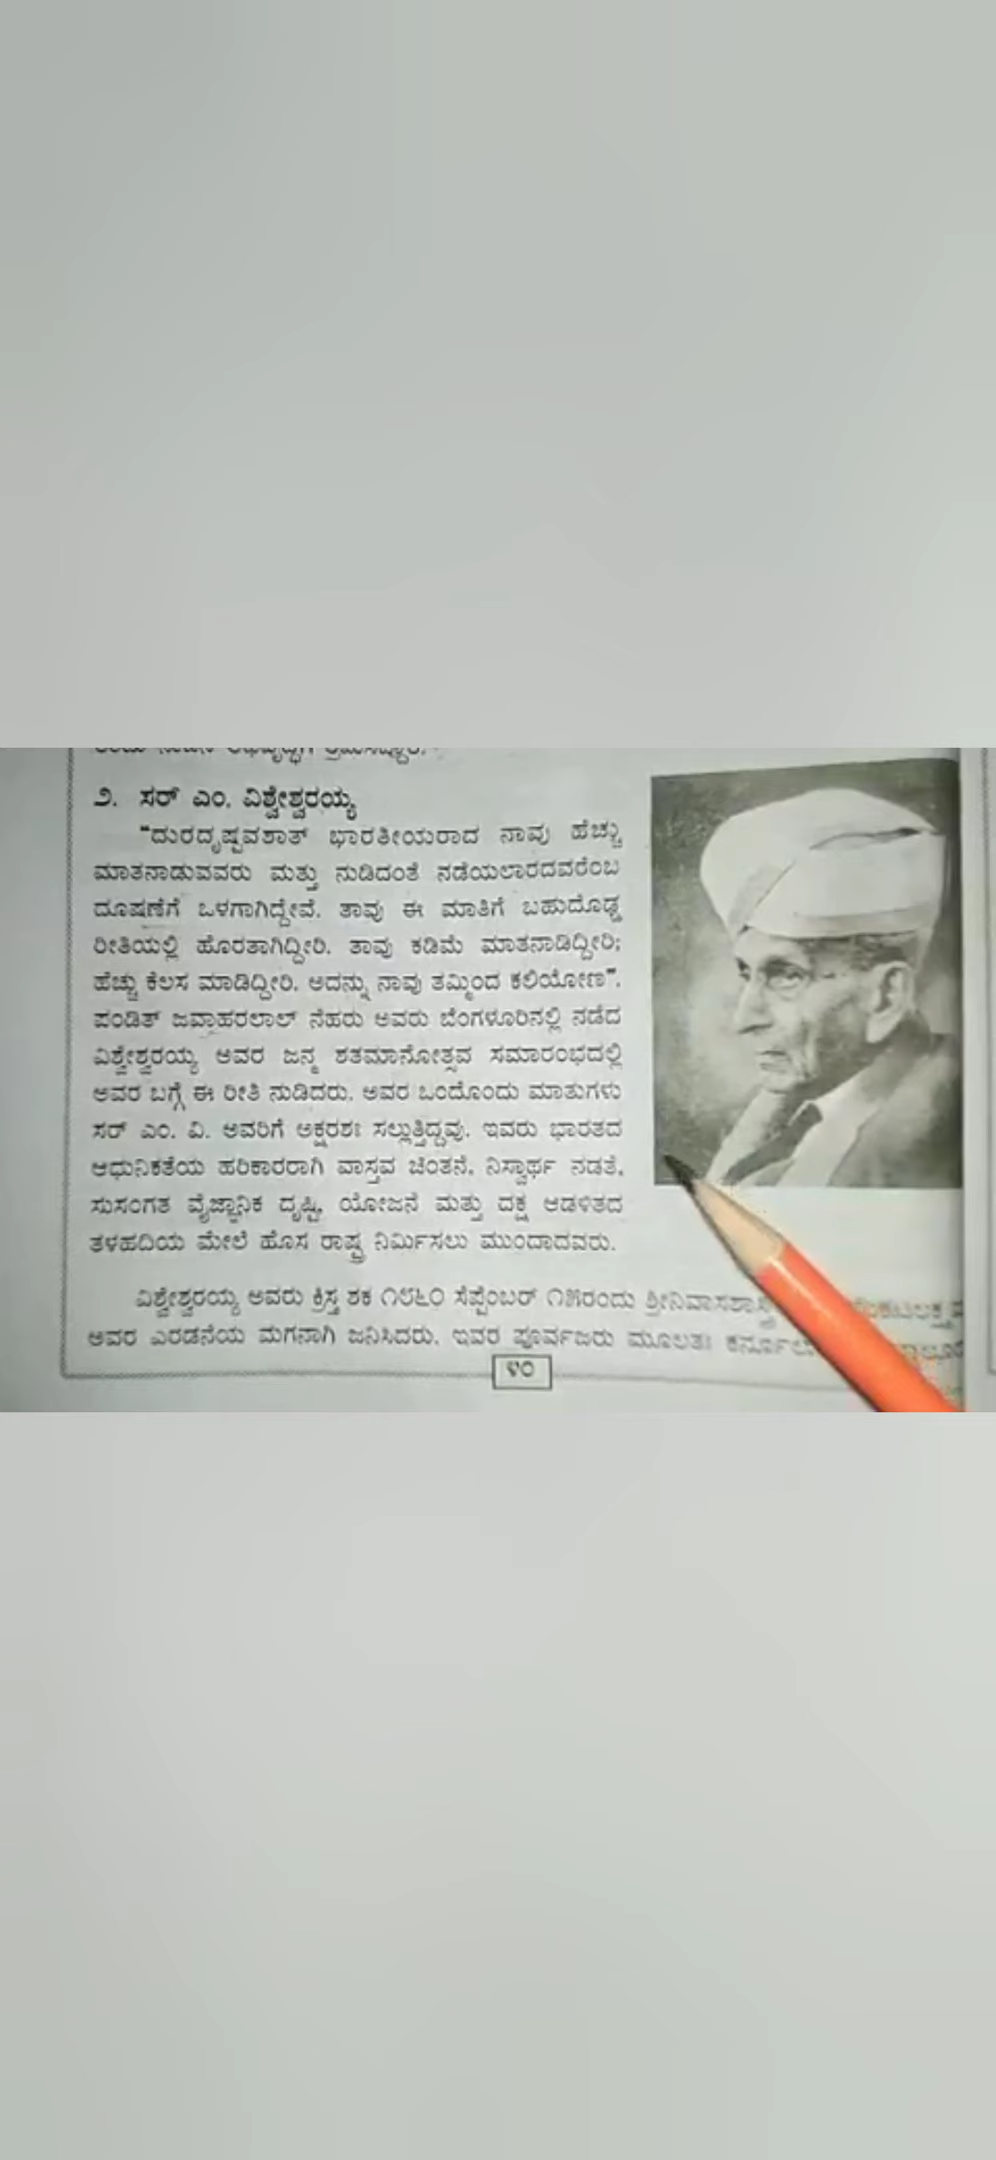 ೨. ಸರ್ ಎಂ. ವಿಶ್ವೇಶ್ವರಯ್ಯ
“ದುರದೃಷ್ಟವಶಾತ್ ಭಾರತೀಯರಾದ ನಾವು ಹೆಚ್ಚು
ಮಾತನಾಡುವವರು ಮತ್ತು ನುಡಿದಂತೆ ನಡೆಯಲಾರದವರೆಂಬ
ದೂಷಣೆಗೆ ಒಳಗಾಗಿದ್ದೇವೆ. ತಾವು ಈ ಮಾತಿಗೆ ಬಹುದೊಡ್ಡ
ರೀತಿಯಲ್ಲಿ ಹೊರತಾಗಿದ್ದೀರಿ. ತಾವು ಕಡಿಮೆ ಮಾತನಾಡಿದ್ದೀರಿ;
ಹೆಚ್ಚು ಕೆಲಸ ಮಾಡಿದ್ದೀರಿ. ಅದನ್ನು ನಾವು ತಮ್ಮಿಂದ ಕಲಿಯೋಣ”.
ಪಂಡಿತ್ ಜವಾಹರಲಾಲ್ ನೆಹರು ಅವರು ಬೆಂಗಳೂರಿನಲ್ಲಿ ನಡೆದ
ವಿಶ್ವೇಶ್ವರಯ್ಯ ಅವರ ಜನ್ಮ ಶತಮಾನೋತ್ಸವ ಸಮಾರಂಭದಲ್ಲಿ
ಅವರ ಬಗ್ಗೆ ಈ ರೀತಿ ನುಡಿದರು. ಅವರ ಒಂದೊಂದು ಮಾತುಗಳು
ಸರ್ ಎಂ. ವಿ. ಅವರಿಗೆ ಅಕ್ಷರಶಃ ಸಲ್ಲುತ್ತಿದ್ದವು. ಇವರು ಭಾರತದ
ಆಧುನಿಕತೆಯ ಹರಿಕಾರರಾಗಿ ವಾಸ್ತವ ಚಿಂತನೆ, ನಿಸ್ವಾರ್ಥ ನಡತೆ,
ಸುಸಂಗತ ವೈಜ್ಞಾನಿಕ ದೃಷ್ಟಿ, ಯೋಜನೆ ಮತ್ತು ದಕ್ಷ ಆಡಳಿತದ
ತಳಹದಿಯ ಮೇಲೆ ಹೊಸ ರಾಷ್ಟ್ರ ನಿರ್ಮಿಸಲು ಮುಂದಾದವರು.
ವಿಶ್ವೇಶ್ವರಯ್ಯ ಅವರು ಕ್ರಿಸ್ತ ಶಕ ೧೮೬೦ ಸೆಪ್ಟೆಂಬರ್ ೧೫ರಂದು
ಅವರ ಎರಡನೆಯ ಮಗನಾಗಿ ಜನಿಸಿದರು. ಇವರ ಪೂರ್ವಜರು ಮೂಲತಃ
೪೦